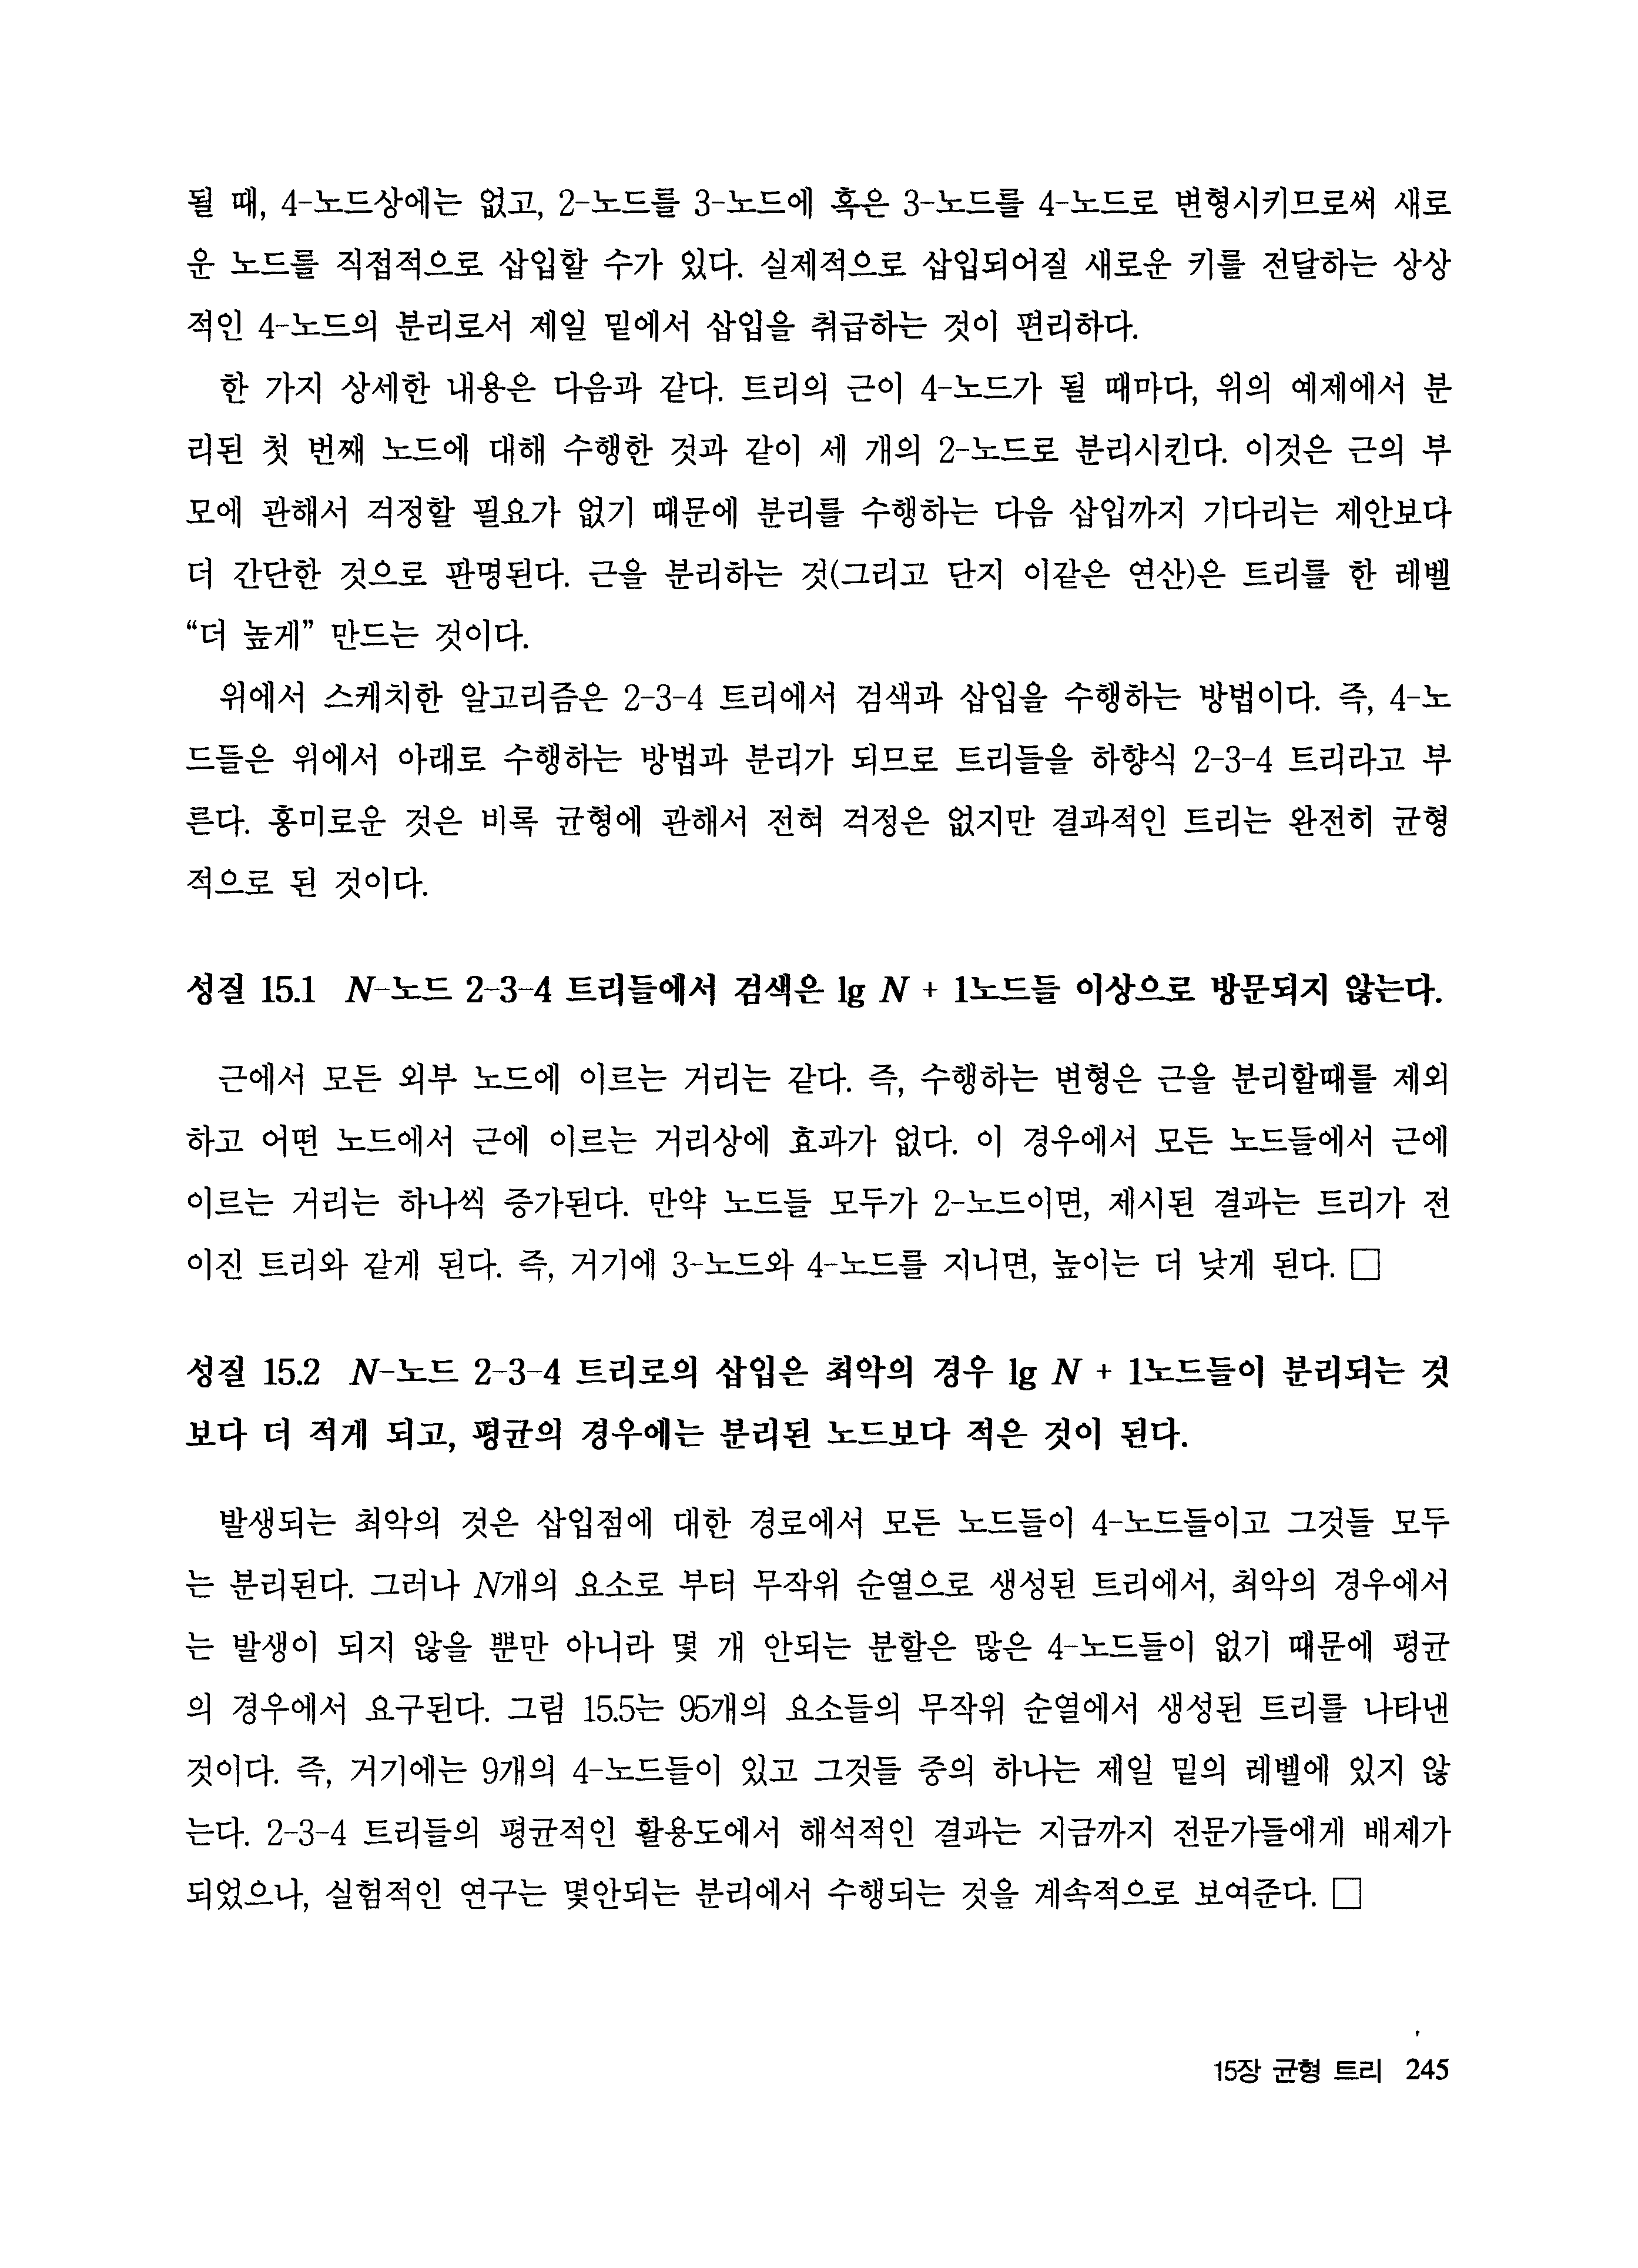 될 때, 4-노드상에는 없고, 2-노드를 3-노드에 혹은 3-노드를 4-노드로 변형시키므로써 새로
운 노드를 직접적으로 삽입할 수가 있다. 실제적으로 삽입되어질 새로운 키를 전달하는 상상
적인 4-노드의 분리로서 제일 밑에서 삽입을 취급하는 것이 편리하다.
한 가지 상세한 내용은 다음과 같다. 트리의 근이 4-노드가 될 때마다, 위의 예제에서 분
리된 첫 번째 노드에 대해 수행한 것과 같이 세 개의 2-노드로 분리시킨다. 이것은 근의 부
모에 관해서 걱정할 필요가 없기 때문에 분리를 수행하는 다음 삽입까지 기다리는 제안보다
더 간단한 것으로 판명된다. 근을 분리하는 것(그리고 단지 이같은 연산)은 트리를 한 레벨
“더 높게” 만드는 것이다.
위에서 스케치한 알고리즘은 2-3-4 트리에서 검색과 삽입을 수행하는 방법이다. 즉, 4-노
드들은 위에서 아래로 수행하는 방법과 분리가 되므로 트리들을 하향식 2-3-4 트리라고 부
른다. 흥미로운 것은 비록 균형에 관해서 전혀 걱정은 없지만 결과적인 트리는 완전히 균형
적으로 된 것이다.
성질 15.1 N-노드 2-3-4 트리들에서 검색은 lg N + 1노드들 이상으로 방문되지 않는다.
근에서 모든 외부 노드에 이르는 거리는 같다. 즉, 수행하는 변형은 근을 분리할때를 제외
하고 어떤 노드에서 근에 이르는 거리상에 효과가 없다. 이 경우에서 모든 노드들에서 근에
이르는 거리는 하나씩 증가된다. 만약 노드들 모두가 2-노드이면, 제시된 결과는 트리가 전
이진 트리와 같게 된다. 즉, 거기에 3-노드와 4-노드를 지니면, 높이는 더 낮게 된다. □
성질 15.2 N-노드 2-3-4 트리로의 삽입은 최악의 경우 lg N + 1노드들이 분리되는 것
보다 더 적게 되고, 평균의 경우에는 분리된 노드보다 적은 것이 된다.
발생되는 최악의 것은 삽입점에 대한 경로에서 모든 노드들이 4-노드들이고 그것들 모두
는 분리된다. 그러나 N개의 요소로 부터 무작위 순열으로 생성된 트리에서, 최악의 경우에서
는 발생이 되지 않을 뿐만 아니라 몇 개 안되는 분할은 많은 4-노드들이 없기 때문에 평균
의 경우에서 요구된다. 그림 15.5는 95개의 요소들의 무작위 순열에서 생성된 트리를 나타낸
것이다. 즉, 거기에는 9개의 4-노드들이 있고 그것들 중의 하나는 제일 밑의 레벨에 있지 않
는다. 2-3-4 트리들의 평균적인 활용도에서 해석적인 결과는 지금까지 전문가들에게 배제가
되었으나, 실험적인 연구는 몇안되는 분리에서 수행되는 것을 계속적으로 보여준다. □
15장 균형 트리 245